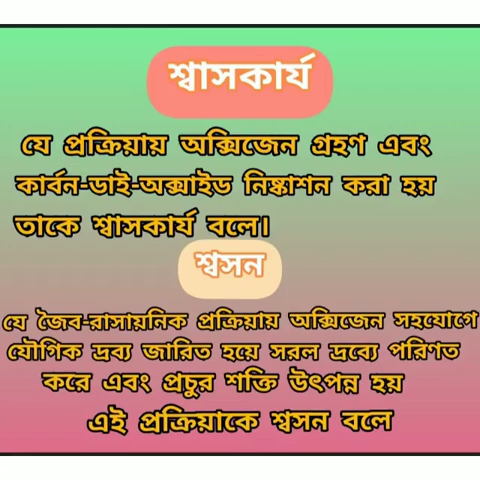 শ্বাসকার্য
যে প্রক্রিয়ায় অক্সিজেন গ্রহণ এবং
কার্বন-ডাই-অক্সাইড নিষ্কাশন করা হয়
তাকে শ্বাসকার্য বলে।
শ্বসন
যে জৈব-রাসায়নিক প্রক্রিয়ায় অক্সিজেন সহযোগে
যৌগিক দ্রব্য জারিত হয়ে সরল দ্রব্যে পরিণত
করে এবং প্রচুর শক্তি উৎপন্ন হয়
এই প্রক্রিয়াকে শ্বসন বলে